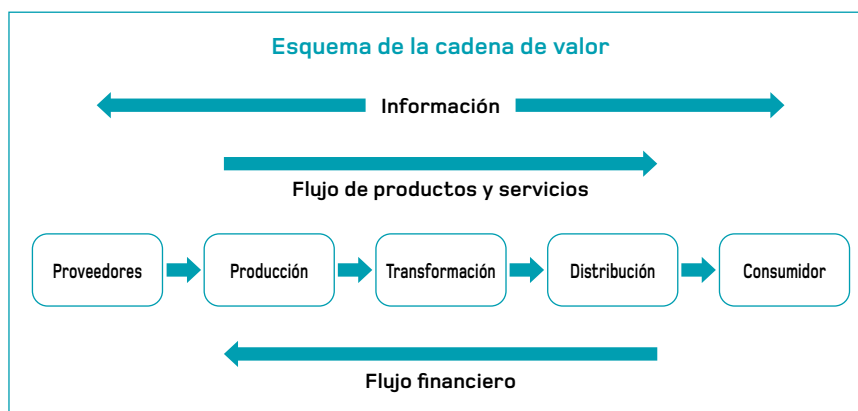 Esquema de la cadena de valor
Información
Flujo de productos y servicios
Proveedores
Producción
Transformación
Distribución
Consumidor
Flujo financiero